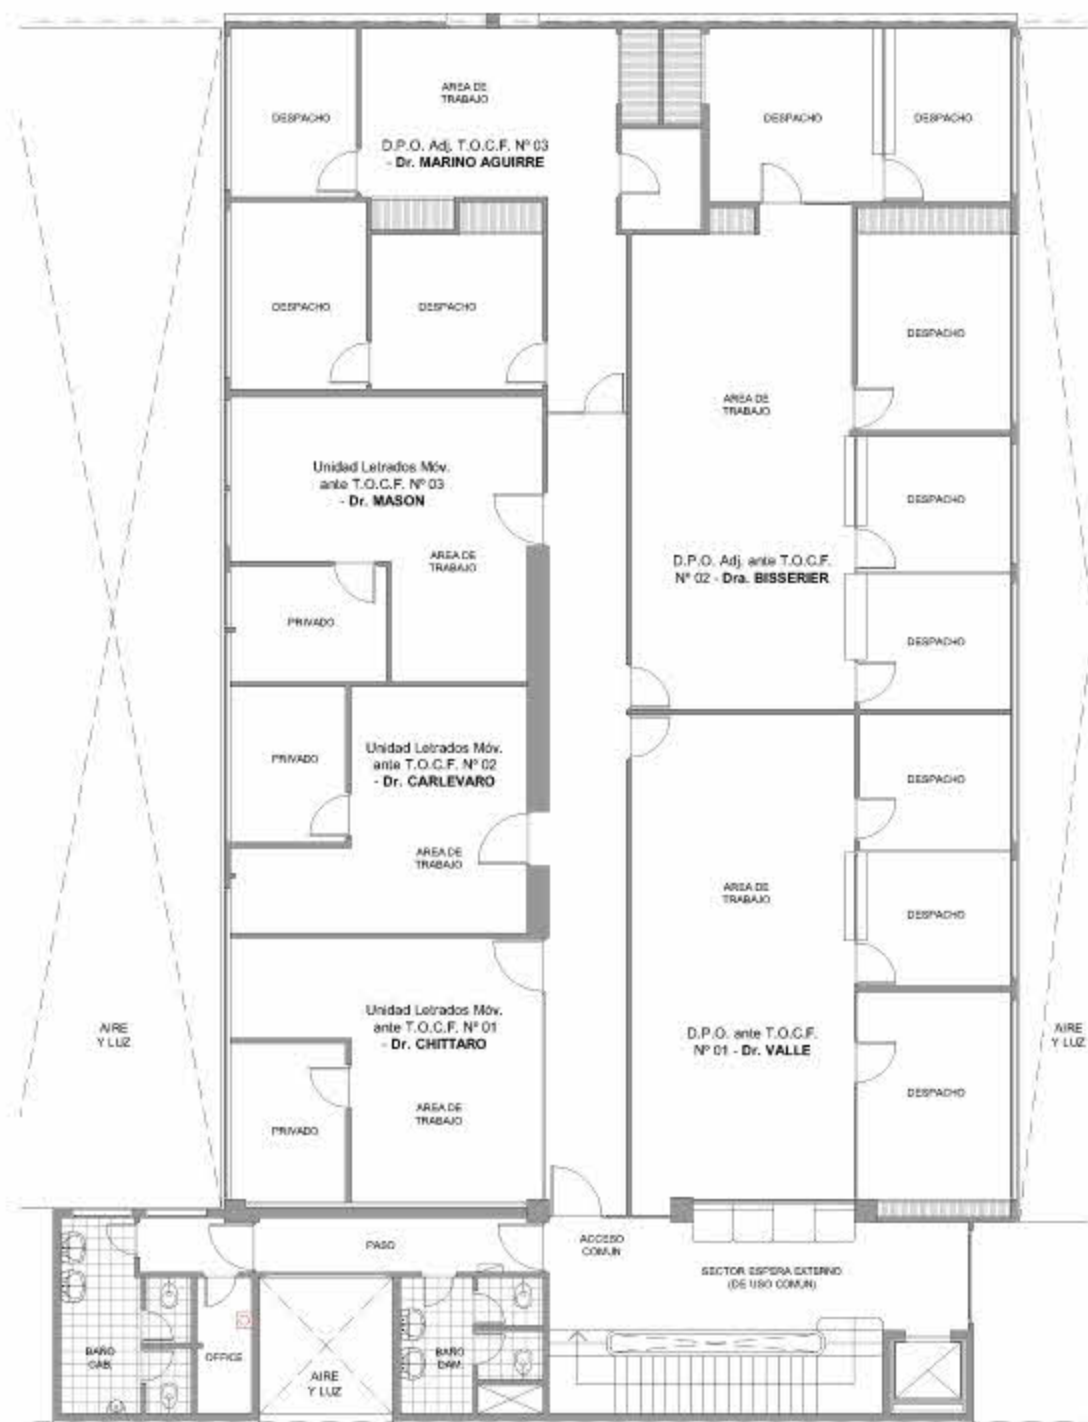 AREA DE
TRABAJO
DESPACHO
DESPACHO
DESPACHO
D.P.O. Adj. T.O.C.F. Nº 03
- Dr. MARINO AGUIRRE
DESPACHO
DESPACHO
DESPACHO
AREA DE
TRABAJO
Unidad Letrados Móv.
ante T.O.C.F. Nº 03
- Dr. MASON
DESPACHO
AREA DE
TRABAJO
D.P.O. Adj. ante T.O.C.F.
Nº 02 - Dra. BISSERIER
PRIVADO
DESPACHO
Unidad Letrados Móv.
ante T.O.C.F. Nº 02
- Dr. CARLEVARO
PRIVADO
DESPACHO
AREA DE
TRABAJO
AREA DE
TRABAJO
DESPACHO
Unidad Letrados Móv.
ante T.O.C.F. Nº 01
- Dr. CHITTARO
AIRE
Y LUZ
D.P.O. ante T.O.C.F.
Nº 01 - Dr. VALLE
AIRE
Y LUZ
DESPACHO
AREA DE
TRABAJO
PRIVADO
PASO
ACCESO
COMUN
SECTOR ESPERA EXTERNO
(DE USO COMUN)
BAÑO
CAB.
OFFICE
AIRE
Y LUZ
BAÑO
DAM.